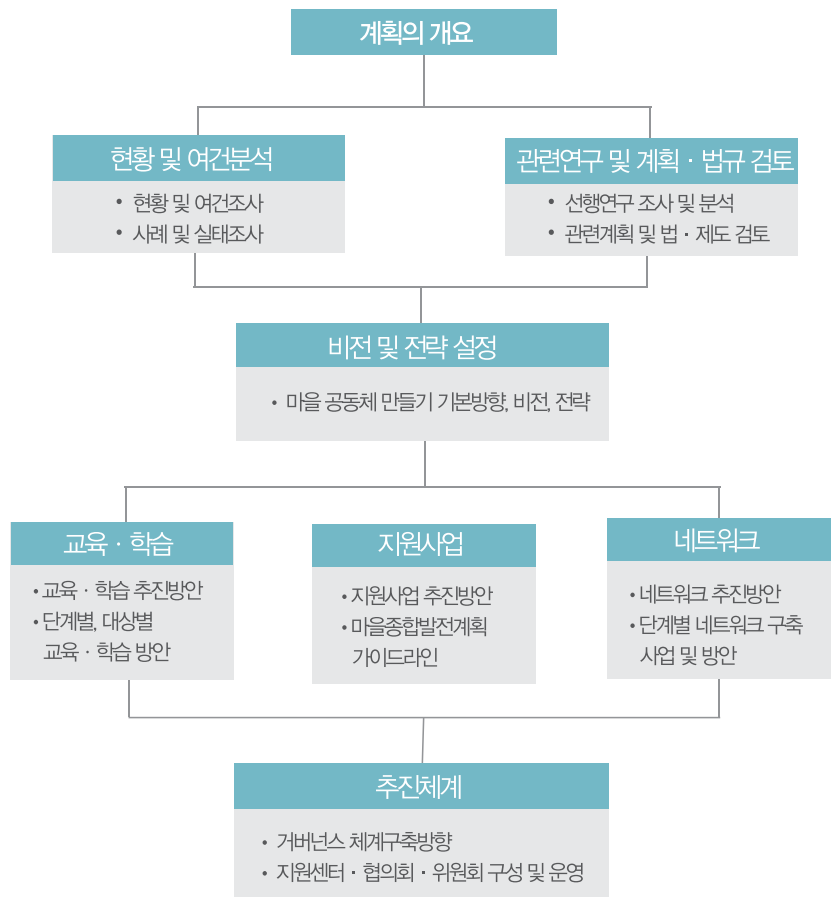 계획의 개요
현황 및 여건분석
• 현황 및 여건조사
• 사례 및 실태조사
관련연구 및 계획 · 법규 검토
• 선행연구 조사 및 분석
• 관련계획 및 법 · 제도 검토
비전 및 전략 설정
• 마을 공동체 만들기 기본방향, 비전, 전략
교육 · 학습
• 교육 · 학습 추진방안
• 단계별, 대상별
교육 · 학습 방안
지원사업
• 지원사업 추진방안
• 마을종합발전계획
가이드라인
네트워크
• 네트워크 추진방안
• 단계별 네트워크 구축
사업 및 방안
추진체계
• 거버넌스 체계구축방향
• 지원센터 · 협의회 · 위원회 구성 및 운영